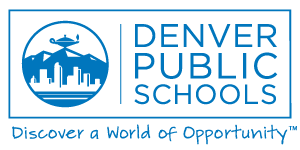 DENVER
PUBLIC
SCHOOLS
Discover a World of Opportunity™